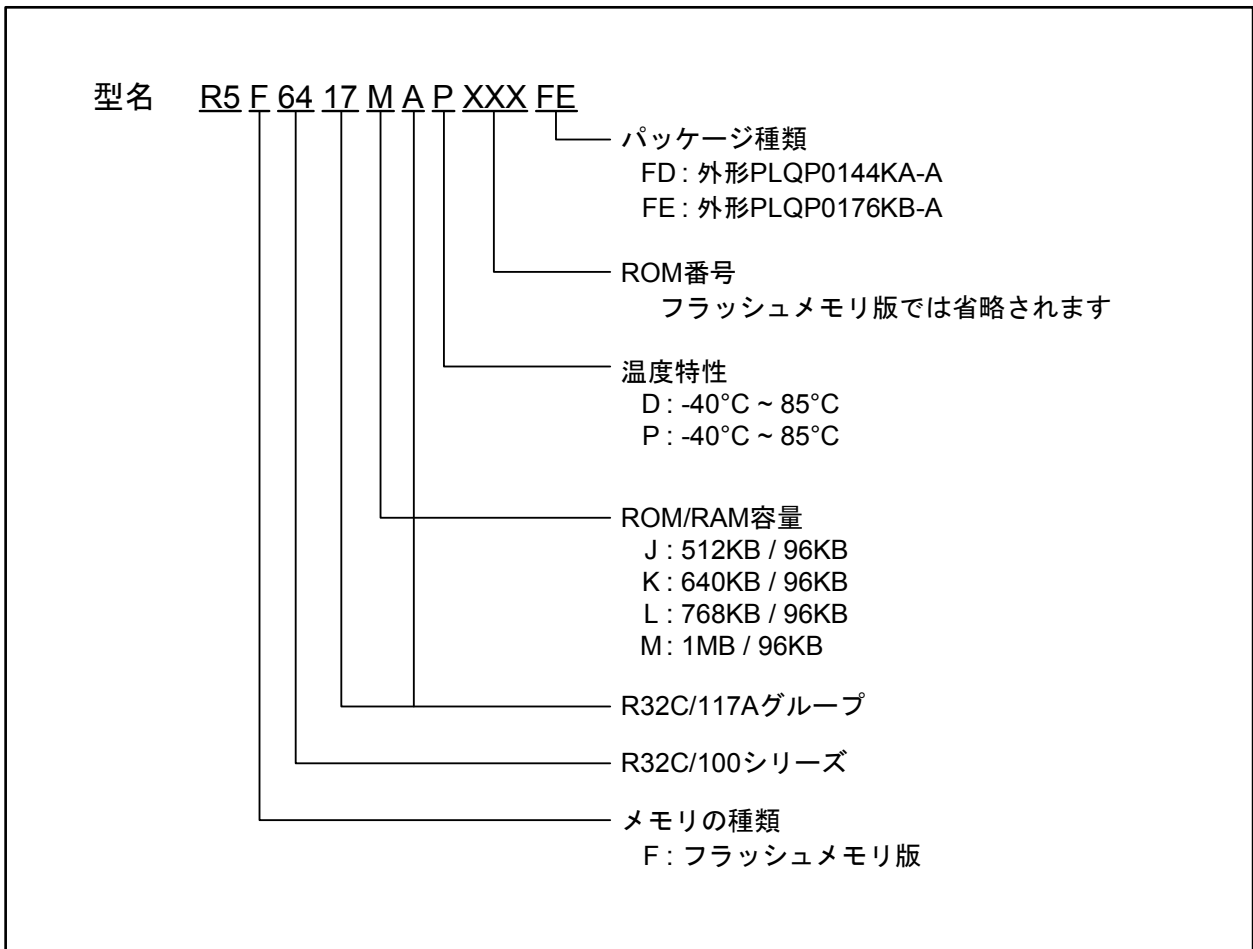 型名 R5 F 64 17 M A P XXX FE
パッケージ種類
FD : 外形PLQP0144KA-A
FE : 外形PLQP0176KB-A
ROM番号
フラッシュメモリ版では省略されます
温度特性
D : -40°C ~ 85°C
P : -40°C ~ 85°C
ROM/RAM容量
J : 512KB / 96KB
K : 640KB / 96KB
L : 768KB / 96KB
M : 1MB / 96KB
R32C/117Aグループ
R32C/100シリーズ
メモリの種類
F : フラッシュメモリ版